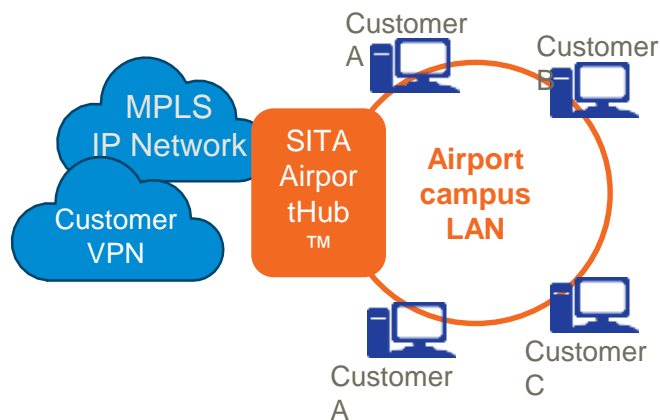 Customer
A
Customer
B
MPLS
IP Network
SITA
Airpor
tHub
™
Airport
campus
LAN
Customer
VPN
Customer
A
Customer
C